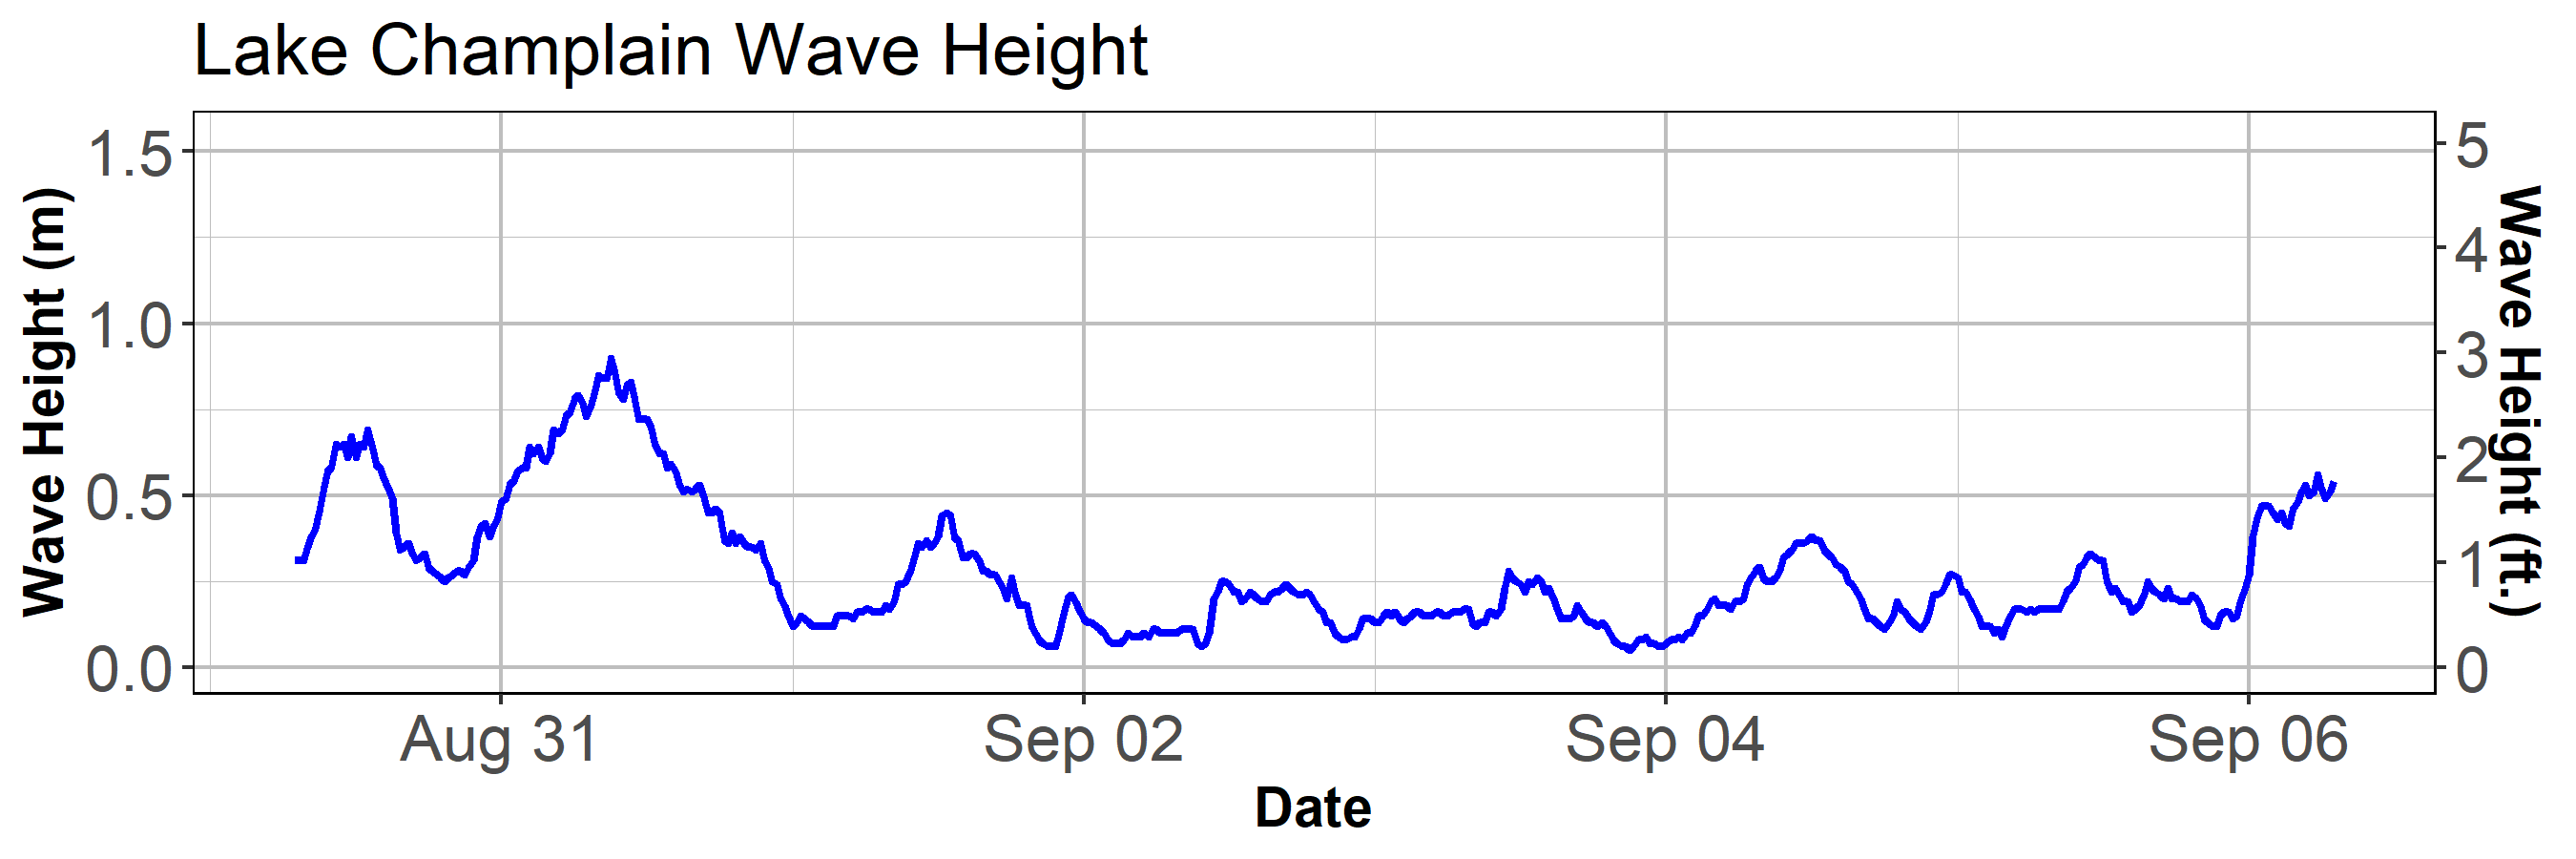 Lake Champlain Wave Height
Wave Height (m)
1.5
1.0
0.5
0.0
5
4
3
2
1
0
Wave Height (ft.)
Aug 31
Sep 02
Sep 04
Sep 06
Date